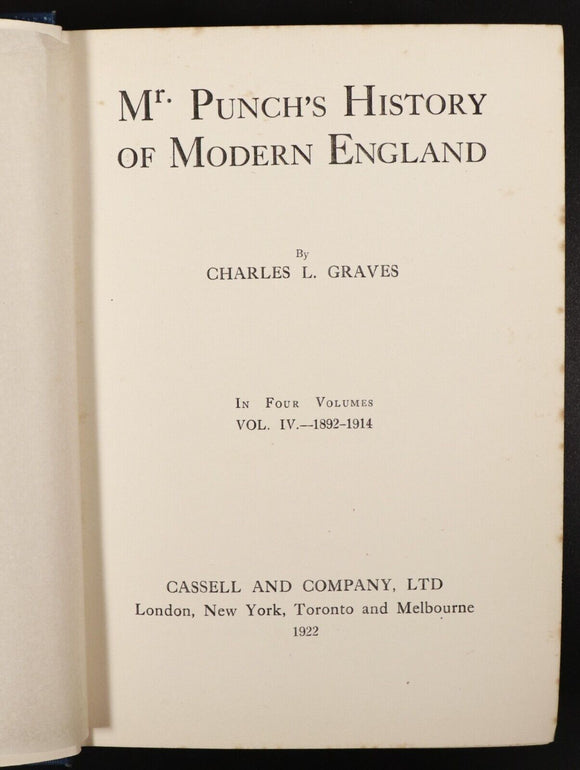 Mr. PUNCH'S HISTORY
OF MODERN ENGLAND
By
CHARLES L. GRAVES
IN FOUR VOLUMES
VOL. IV.—1892-1914
CASSELL AND COMPANY, LTD
London, New York, Toronto and Melbourne
1922